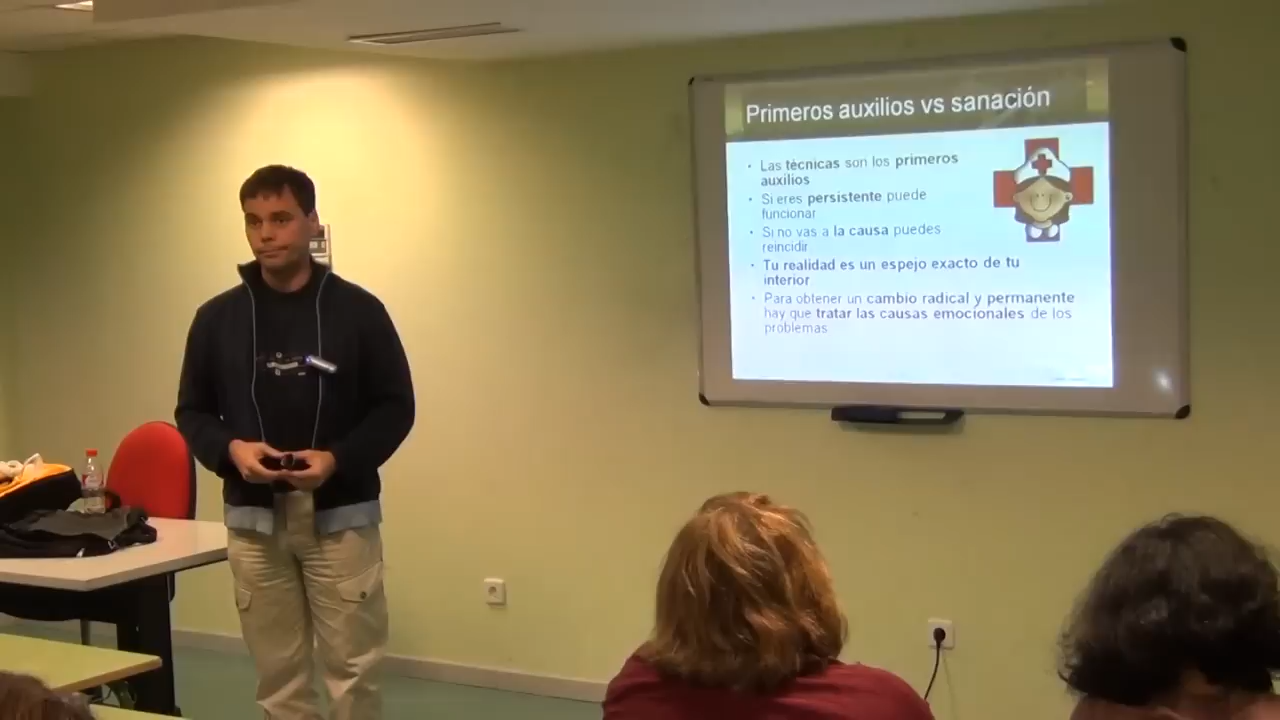 Primeros auxilios vs sanación
• Las técnicas son los primeros
auxilios
• Si eres persistente puede
funcionar
• Si no vas a la causa puedes
reincidir
• Tu realidad es un espejo exacto de tu
interior
• Para obtener un cambio radical y permanente
hay que tratar las causas emocionales de los
problemas